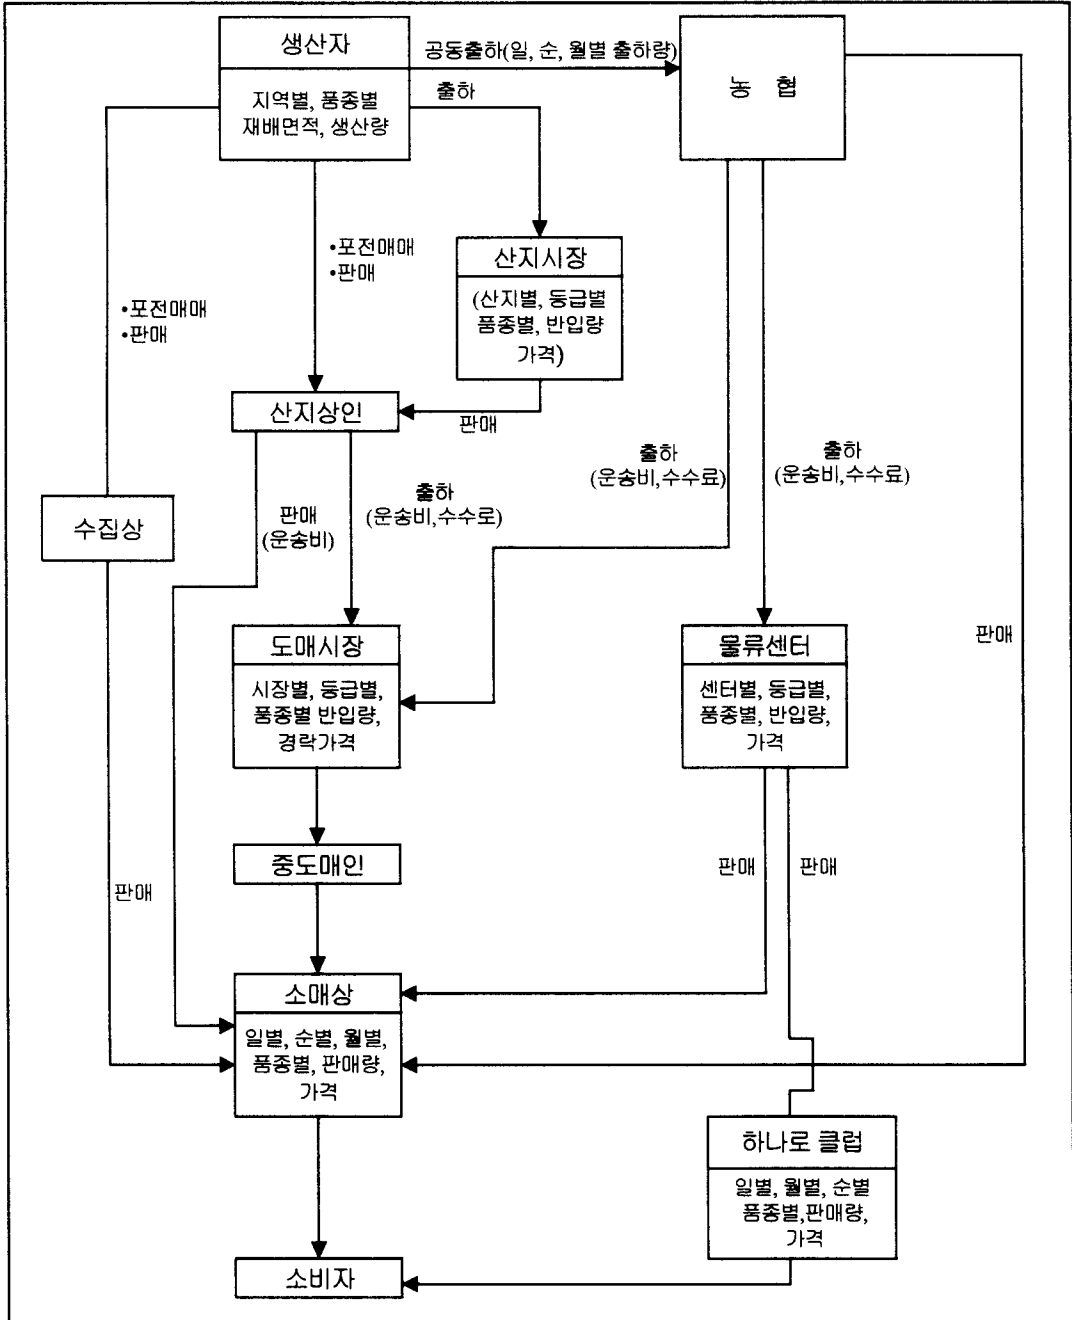 생산자
지역별, 품종별
재배면적, 생산량
공동출하(일, 순, 월별 출하량)
출하
농 협
•포전매매
•판매
산지시장
(산지별, 등급별
품종별, 반입량
가격)
•포전매매
•판매
산지상인
판매
출하
(운송비,수수료)
출하
(운송비,수수료)
수집상
판매
(운송비)
출하
(운송비,수수로)
도매시장
시장별, 등급별,
품종별 반입량,
경락가격
물류센터
센터별, 등급별,
품종별, 반입량,
가격
판매
중도매인
판매
판매
판매
소매상
일별, 순별, 월별,
품종별, 판매량,
가격
하나로 클럽
일별, 월별, 순별
품종별,판매량,
가격
소비자